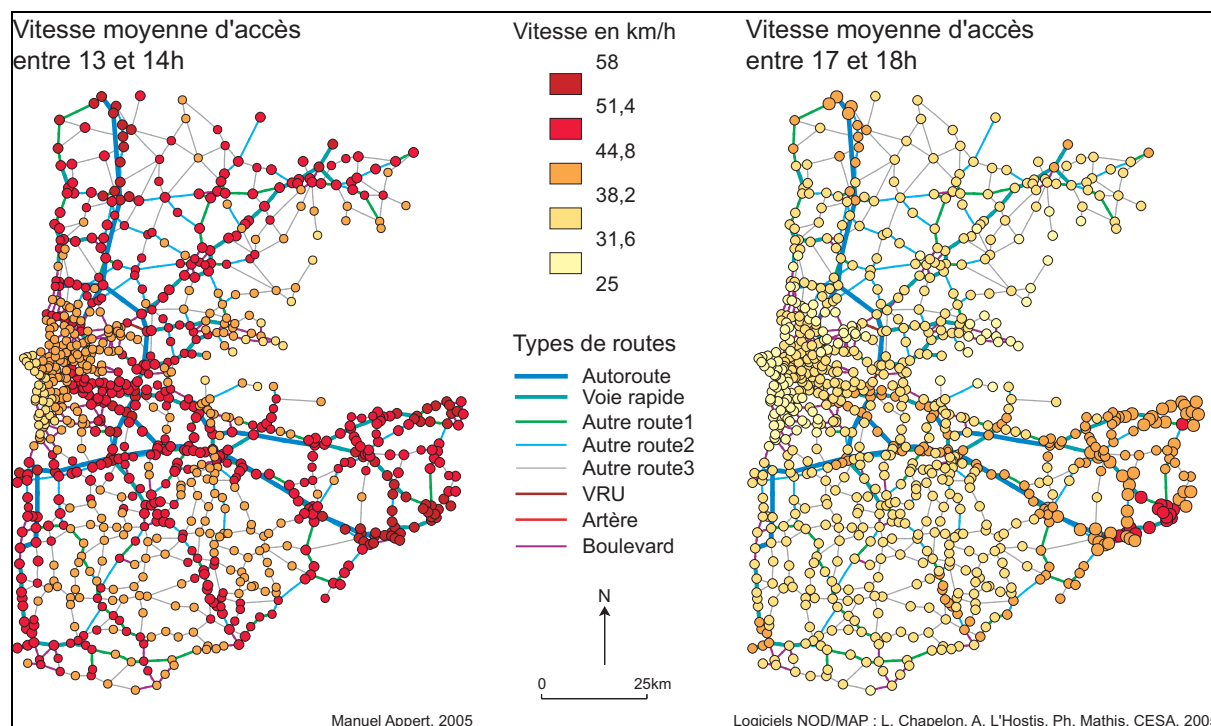 Vitesse moyenne d'accès
entre 13 et 14h
Vitesse en km/h
58
51,4
44,8
38,2
31,6
25
Types de routes
Autoroute
Voie rapide
Autre route1
Autre route2
Autre route3
VRU
Artère
Boulevard
N
0 25km
Manuel Appert, 2005
Vitesse moyenne d'accès
entre 17 et 18h
Logiciels NOD/MAP : L. Chapelon, A. L'Hostis, Ph. Mathis, CESA,